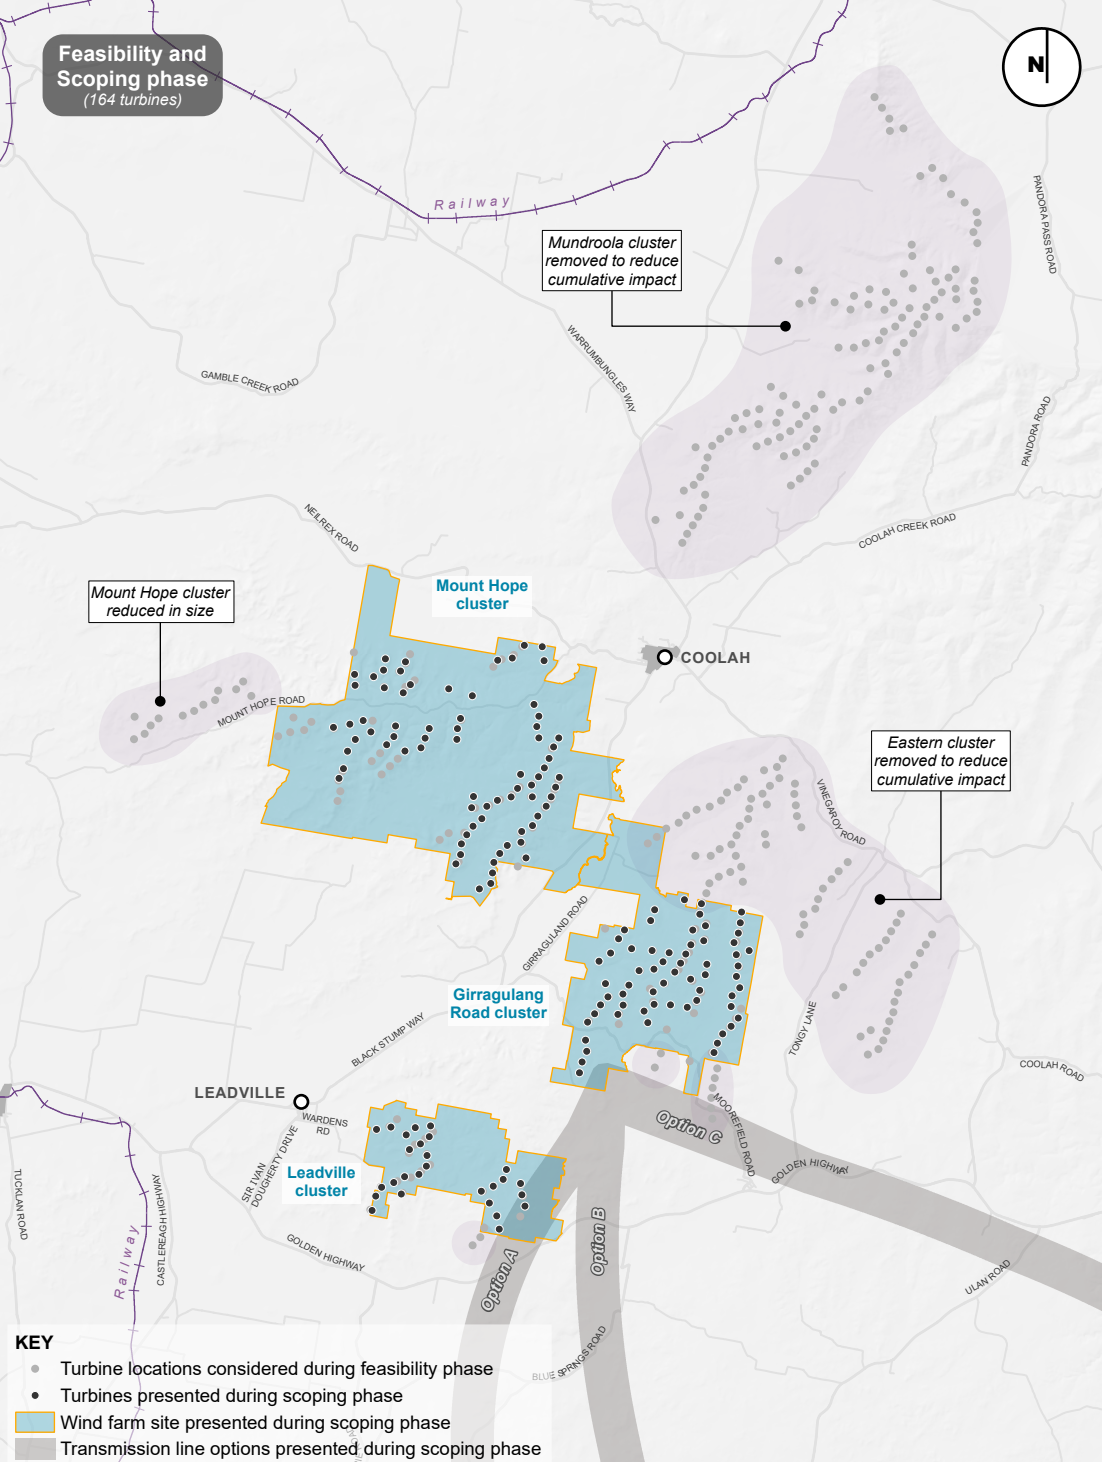 Feasibility and
Scoping phase
(164 turbines)
N
Railway
PANDORA PASS ROAD
Mundroola cluster
removed to reduce
cumulative impact
WARRUMBUNGLES WAY
GAMBLE CREEK ROAD
PANDORA ROAD
NEILREX ROAD
COOLAH CREEK ROAD
Mount Hope
cluster
Mount Hope cluster
reduced in size
COOLAH
MOUNT HOPE ROAD
Eastern cluster
removed to reduce
cumulative impact
VINEGAROY ROAD
GIRRAGULAND ROAD
Girragulang
Road cluster
BLACK STUMP WAY
TONGY LANE
COOLAH ROAD
LEADVILLE
WARDENS
RD
MOOREFIELD ROAD
Option C
GOLDEN HIGHWAY
Leadville
cluster
SIR IVAN
DOUGHERTY DRIVE
TUCKLAN ROAD
CASTLEREAGH HIGHWAY
Railway
GOLDEN HIGHWAY
Option A
Option B
ULAN ROAD
BLUE SPRINGS ROAD
KEY
Turbine locations considered during feasibility phase
Turbines presented during scoping phase
Wind farm site presented during scoping phase
Transmission line options presented during scoping phase